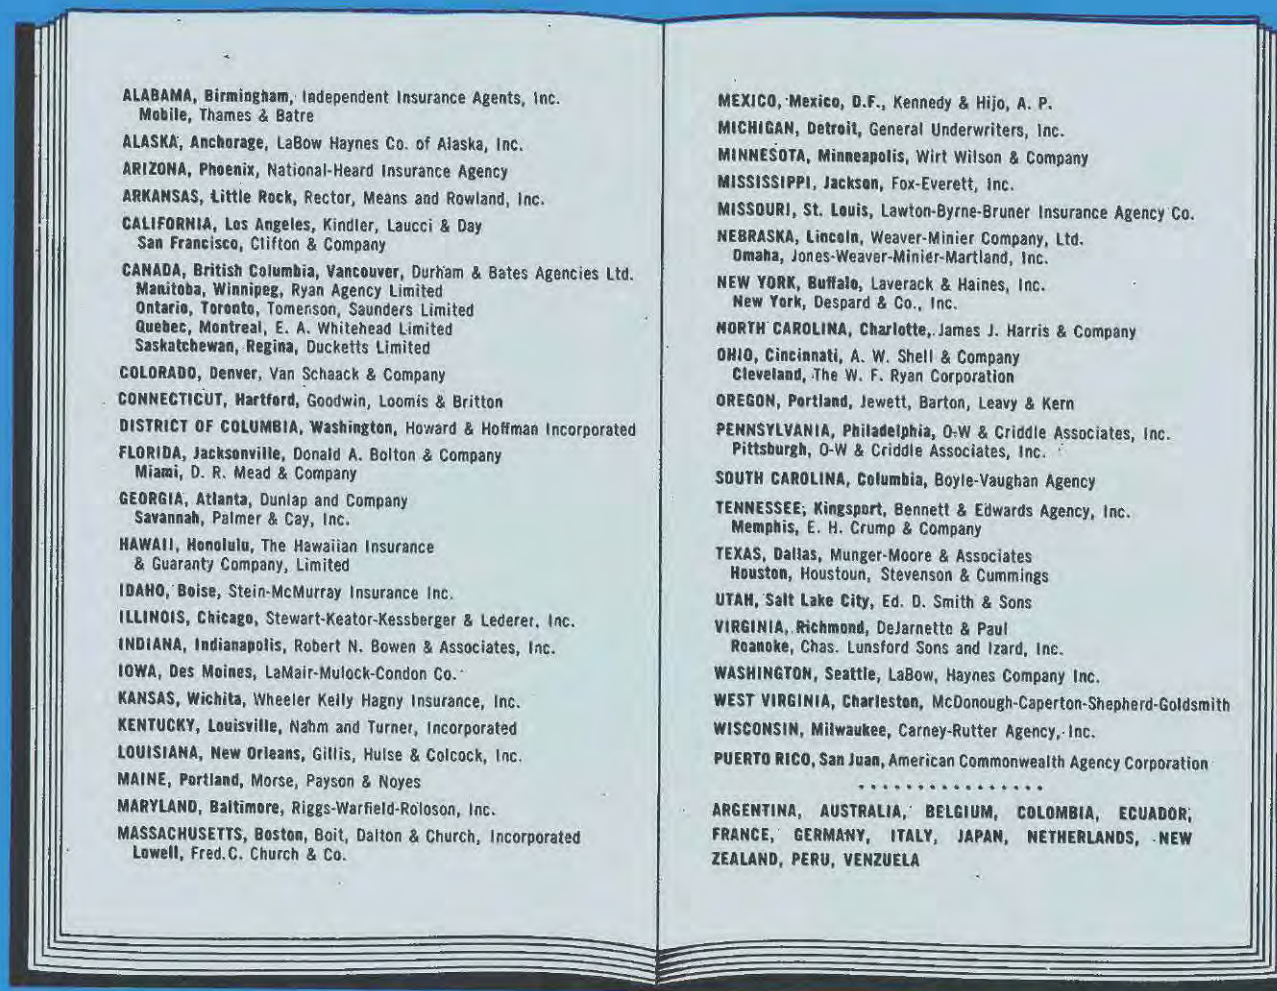 ALABAMA, Birmingham, Independent Insurance Agents, Inc.
Mobile, Thames & Batre
ALASKA, Anchorage, LaBow Haynes Co. of Alaska, Inc.
ARIZONA, Phoenix, National-Heard Insurance Agency
ARKANSAS, Little Rock, Rector, Means and Rowland, Inc.
CALIFORNIA, Los Angeles, Kindler, Laucci & Day
San Francisco, Clifton & Company
CANADA, British Columbia, Vancouver, Durham & Bates Agencies Ltd.
Manitoba, Winnipeg, Ryan Agency Limited
Ontario, Toronto, Tomenson, Saunders Limited
Quebec, Montreal, E. A. Whitehead Limited
Saskatchewan, Regina, Ducketts Limited
COLORADO, Denver, Van Schaack & Company
CONNECTICUT, Hartford, Goodwin, Loomis & Britton
DISTRICT OF COLUMBIA, Washington, Howard & Hoffman Incorporated
FLORIDA, Jacksonville, Donald A. Bolton & Company
Miami, D. R. Mead & Company
GEORGIA, Atlanta, Dunlap and Company
Savannah, Palmer & Cay, Inc.
HAWAII, Honolulu, The Hawaiian Insurance
& Guaranty Company, Limited
IDAHO, Boise, Stein-McMurray Insurance Inc.
ILLINOIS, Chicago, Stewart-Keator-Kessberger & Lederer, Inc.
INDIANA, Indianapolis, Robert N. Bowen & Associates, Inc.
IOWA, Des Moines, LaMair-Mulock-Condon Co.
KANSAS, Wichita, Wheeler Kelly Hagny Insurance, Inc.
KENTUCKY, Louisville, Nahm and Turner, Incorporated
LOUISIANA, New Orleans, Gillis, Hulse & Colcock, Inc.
MAINE, Portland, Morse, Payson & Noyes
MARYLAND, Baltimore, Riggs-Warfield-Roloson, Inc.
MASSACHUSETTS, Boston, Boit, Dalton & Church, Incorporated
Lowell, Fred. C. Church & Co.
MEXICO, Mexico, D.F., Kennedy & Hijo, A. P.
MICHIGAN, Detroit, General Underwriters, Inc.
MINNESOTA, Minneapolis, Wirt Wilson & Company
MISSISSIPPI, Jackson, Fox-Everett, Inc.
MISSOURI, St. Louis, Lawton-Byrne-Bruner Insurance Agency Co.
NEBRASKA, Lincoln, Weaver-Minier Company, Ltd.
Omaha, Jones-Weaver-Minier-Martland, Inc.
NEW YORK, Buffalo, Laverack & Haines, Inc.
New York, Despard & Co., Inc.
NORTH CAROLINA, Charlotte, James J. Harris & Company
OHIO, Cincinnati, A. W. Shell & Company
Cleveland, The W. F. Ryan Corporation
OREGON, Portland, Jewett, Barton, Leavy & Kern
PENNSYLVANIA, Philadelphia, O-W & Criddle Associates, Inc.
Pittsburgh, O-W & Criddle Associates, Inc.
SOUTH CAROLINA, Columbia, Boyle-Vaughan Agency
TENNESSEE, Kingsport, Bennett & Edwards Agency, Inc.
Memphis, E. H. Crump & Company
TEXAS, Dallas, Munger-Moore & Associates
Houston, Houstoun, Stevenson & Cummings
UTAH, Salt Lake City, Ed. D. Smith & Sons
VIRGINIA, Richmond, DeJarnette & Paul
Roanoke, Chas. Lunsford Sons and Izard, Inc.
WASHINGTON, Seattle, LaBow, Haynes Company Inc.
WEST VIRGINIA, Charleston, McDonough-Caperton-Shepherd-Goldsmith
WISCONSIN, Milwaukee, Carney-Rutter Agency, Inc.
PUERTO RICO, San Juan, American Commonwealth Agency Corporation
ARGENTINA, AUSTRALIA, BELGIUM, COLOMBIA, ECUADOR,
FRANCE, GERMANY, ITALY, JAPAN, NETHERLANDS, NEW
ZEALAND, PERU, VENZUELA